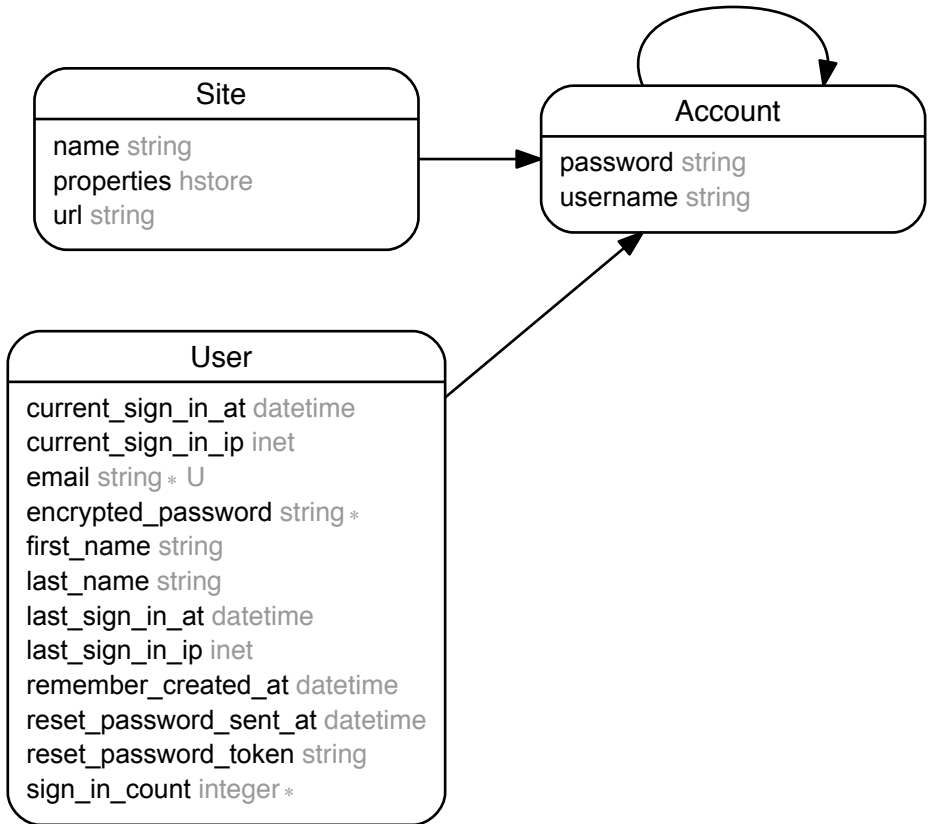 Site
name string
properties hstore
url string
Account
password string
username string
User
current_sign_in_at datetime
current_sign_in_ip inet
email string ∗ U
encrypted_password string ∗
first_name string
last_name string
last_sign_in_at datetime
last_sign_in_ip inet
remember_created_at datetime
reset_password_sent_at datetime
reset_password_token string
sign_in_count integer ∗